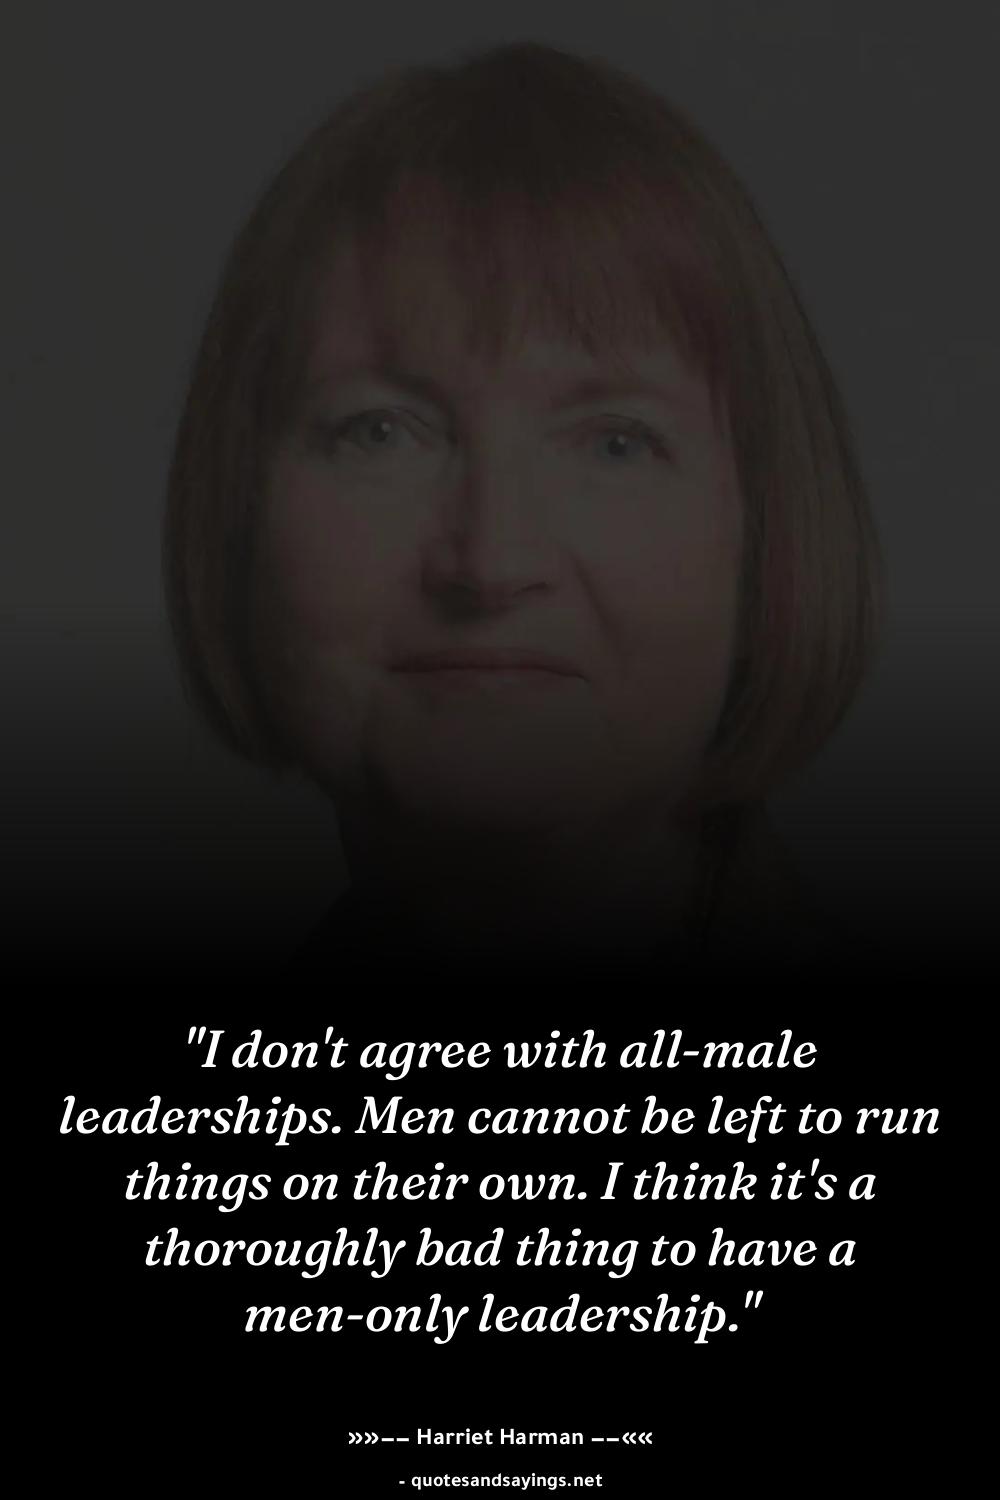 "I don't agree with all-male
leaderships. Men cannot be left to run
things on their own. I think it's a
thoroughly bad thing to have a
men-only leadership."
»»−− Harriet Harman −−««
- quotesandsayings.net